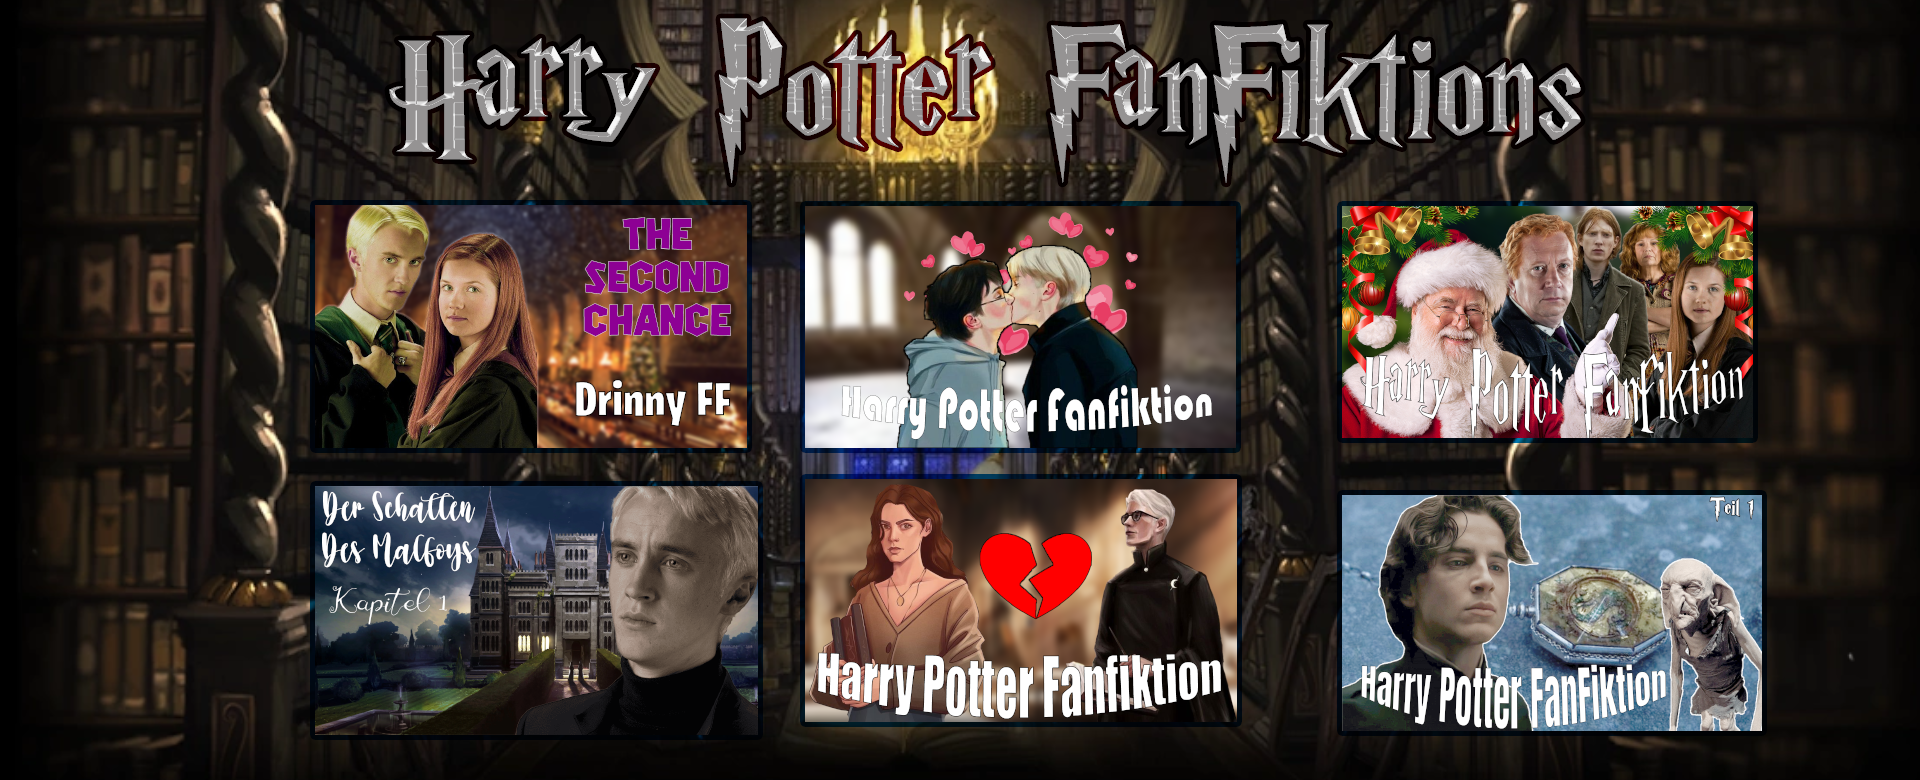 Harry Potter FanFiktions
THE
SECOND
CHANCE
Drinny FF
Harry Potter Fanfiktion
Harry Potter Fanfiktion
Der Schatten
Des Malfoys
Kapitel 1
Harry Potter Fanfiktion
Teil 1
Harry Potter FanFiktion